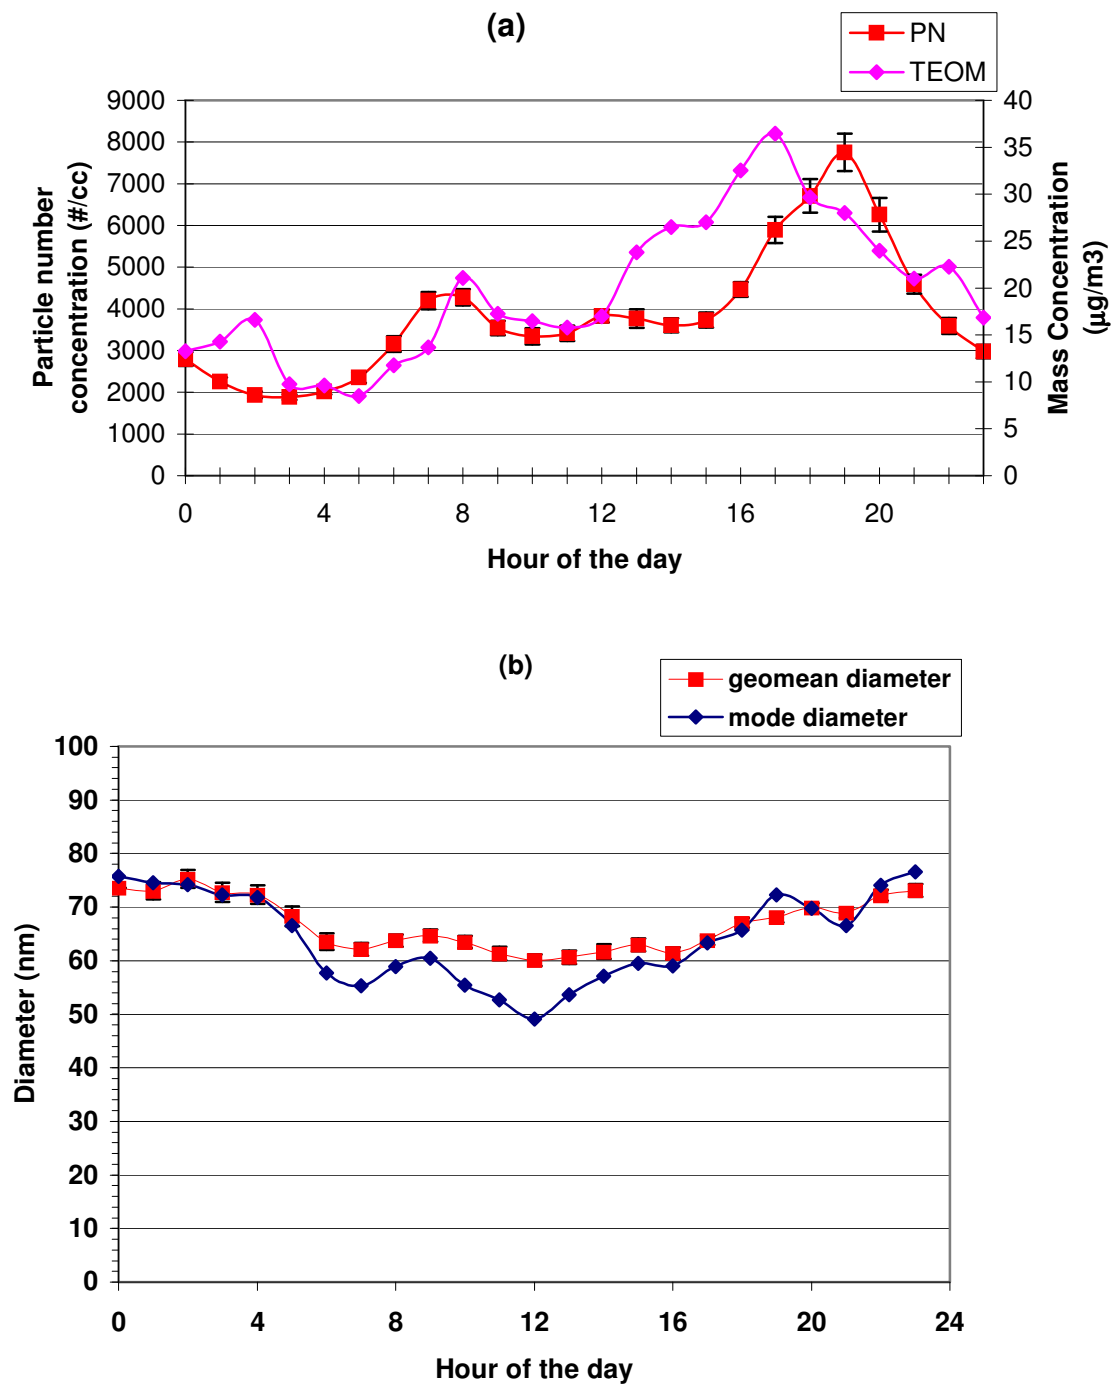 (a)
PN
TEOM
9000
8000
7000
6000
5000
4000
3000
2000
1000
0
Particle number
concentration (#/cc)
40
35
30
25
20
15
10
5
0
Mass Concentration
(µg/m3)
0 4 8 12 16 20
Hour of the day
(b)
geomean diameter
mode diameter
100
90
80
70
60
50
40
30
20
10
0
Diameter (nm)
0 4 8 12 16 20 24
Hour of the day